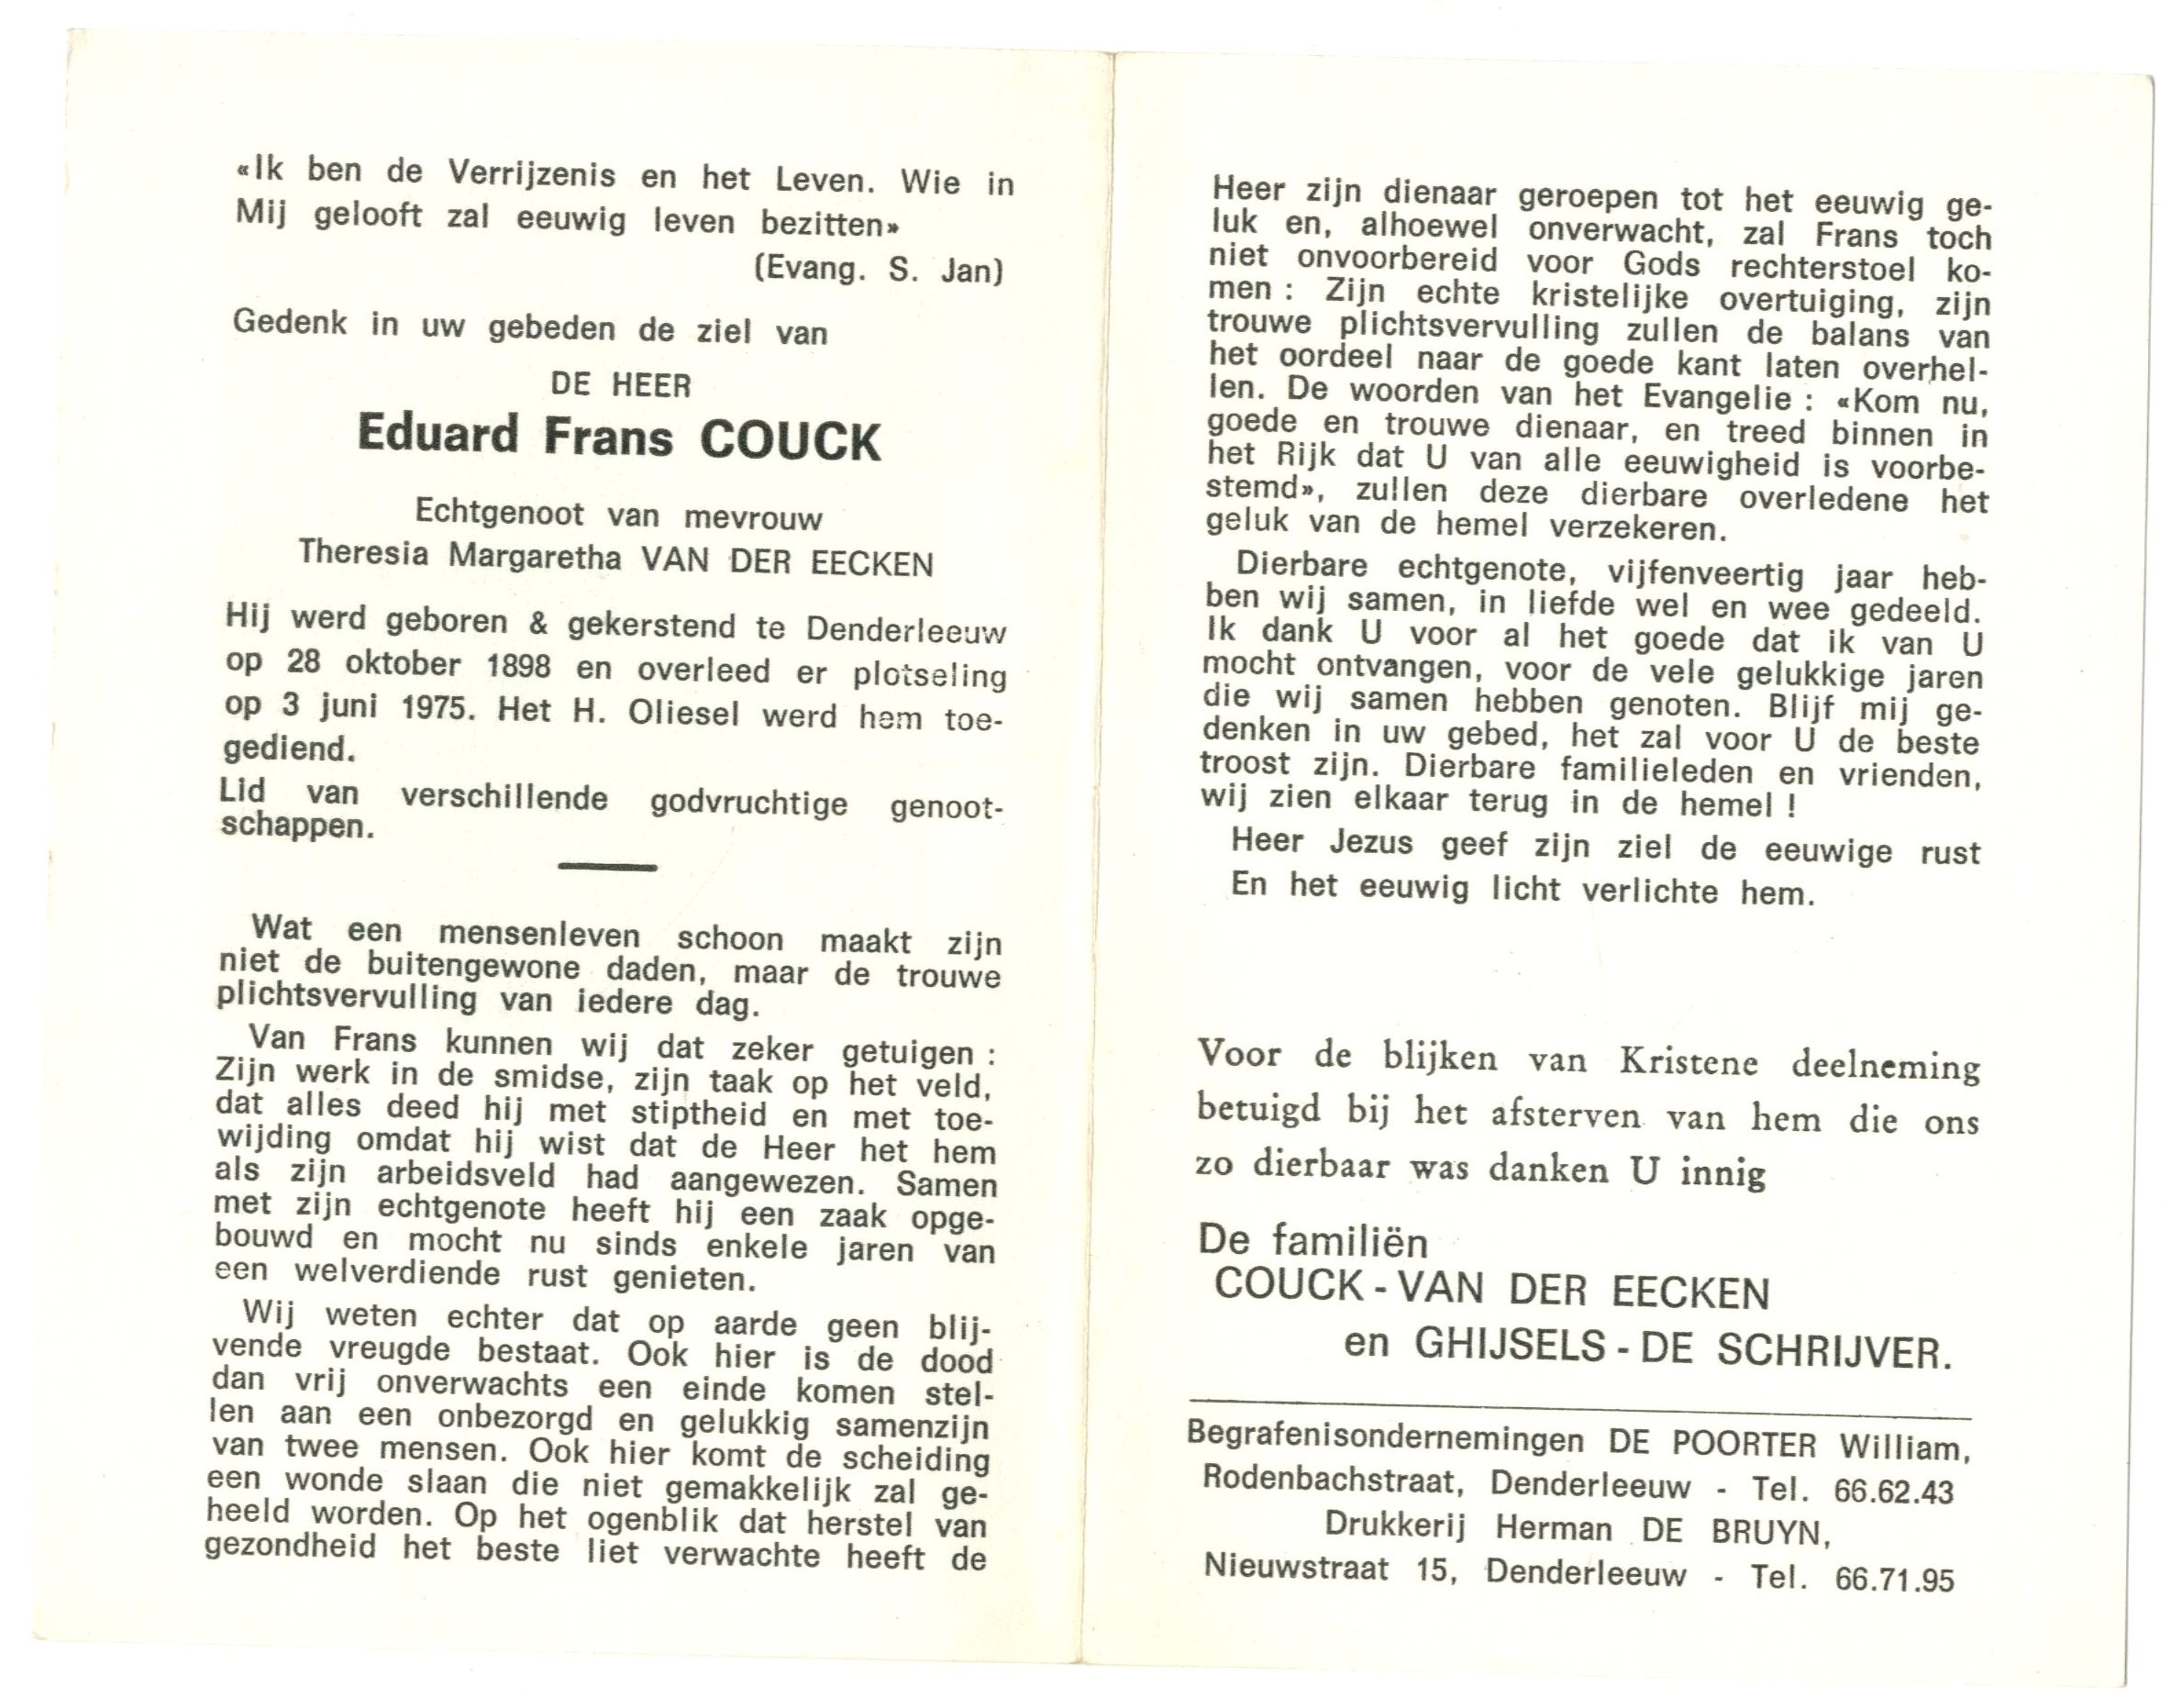 «Ik ben de Verrijzenis en het Leven. Wie in
Mij gelooft zal eeuwig leven bezitten»
(Evang. S. Jan)
Gedenk in uw gebeden de ziel van
DE HEER
Eduard Frans COUCK
Echtgenoot van mevrouw
Theresia Margaretha VAN DER EECKEN
Hij werd geboren & gekerstend te Denderleeuw
op 28 oktober 1898 en overleed er plotseling
op 3 juni 1975. Het H. Oliesel werd hem toe-
gediend.
Lid van verschillende godvruchtige genoot-
schappen.
Wat een mensenleven schoon maakt zijn
niet de buitengewone daden, maar de trouwe
plichtsvervulling van iedere dag.
Van Frans kunnen wij dat zeker getuigen :
Zijn werk in de smidse, zijn taak op het veld,
dat alles deed hij met stiptheid en met toe-
wijding omdat hij wist dat de Heer het hem
als zijn arbeidsveld had aangewezen. Samen
met zijn echtgenote heeft hij een zaak opge-
bouwd en mocht nu sinds enkele jaren van
een welverdiende rust genieten.
Wij weten echter dat op aarde geen blij-
vende vreugde bestaat. Ook hier is de dood
dan vrij onverwachts een einde komen stel-
len aan een onbezorgd en gelukkig samenzijn
van twee mensen. Ook hier komt de scheiding
een wonde slaan die niet gemakkelijk zal ge-
heeld worden. Op het ogenblik dat herstel van
gezondheid het beste liet verwachte heeft de
Heer zijn dienaar geroepen tot het eeuwig ge-
luk en, alhoewel onverwacht, zal Frans toch
niet onvoorbereid voor Gods rechterstoel ko-
men : Zijn echte kristelijke overtuiging, zijn
trouwe plichtsvervulling zullen de balans van
het oordeel naar de goede kant laten overhel-
len. De woorden van het Evangelie : «Kom nu,
goede en trouwe dienaar, en treed binnen in
het Rijk dat U van alle eeuwigheid is voorbe-
stemd», zullen deze dierbare overledene het
geluk van de hemel verzekeren.
Dierbare echtgenote, vijfenveertig jaar heb-
ben wij samen, in liefde wel en wee gedeeld.
Ik dank U voor al het goede dat ik van U
mocht ontvangen, voor de vele gelukkige jaren
die wij samen hebben genoten. Blijf mij ge-
denken in uw gebed, het zal voor U de beste
troost zijn. Dierbare familieleden en vrienden,
wij zien elkaar terug in de hemel !
Heer Jezus geef zijn ziel de eeuwige rust
En het eeuwig licht verlichte hem.
Voor de blijken van Kristene deelneming
betuigd bij het afsterven van hem die ons
zo dierbaar was danken U innig
De familiën
COUCK - VAN DER EECKEN
en GHIJSELS - DE SCHRIJVER.
Begrafenisondernemingen DE POORTER William,
Rodenbachstraat, Denderleeuw - Tel. 66.62.43
Drukkerij Herman DE BRUYN,
Nieuwstraat 15, Denderleeuw - Tel. 66.71.95